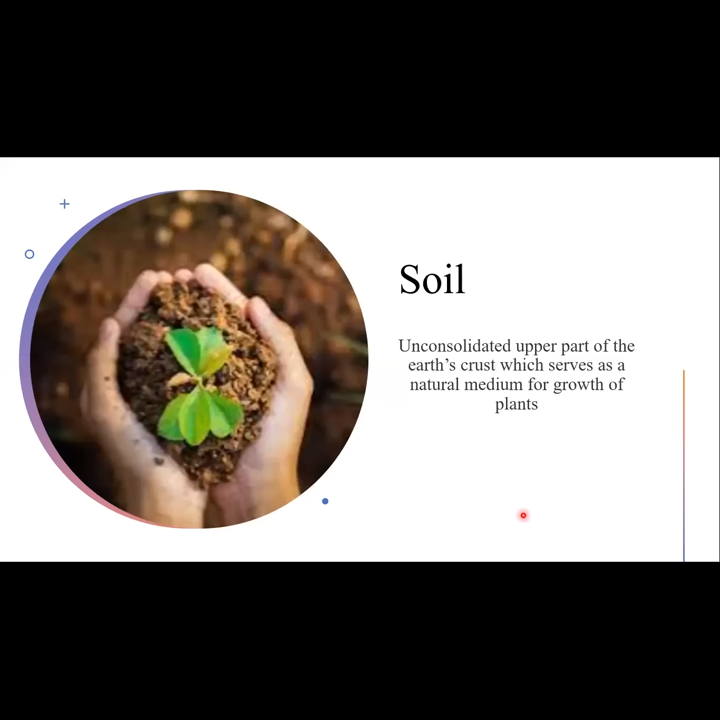 Soil
Unconsolidated upper part of the
earth’s crust which serves as a
natural medium for growth of
plants